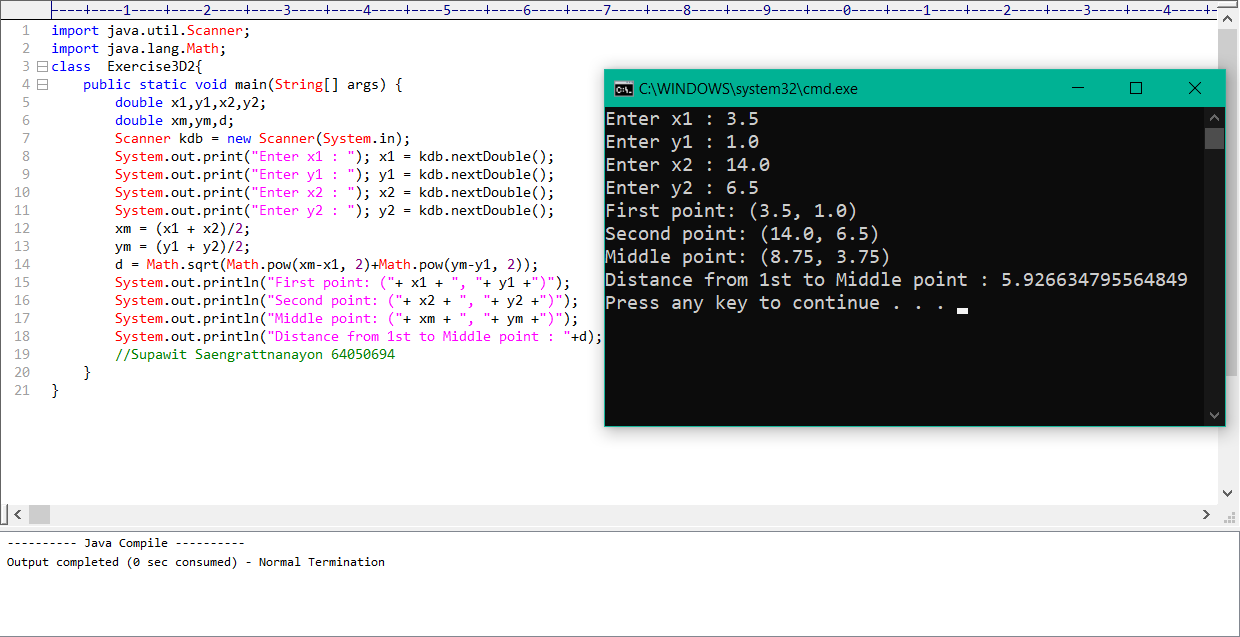 ----+----1----+----2----+----3----+----4----+----5----+----6----+----7----+----8----+----9----+----0----+----1----+----2----+----3----+----4----+--
1 import java.util.Scanner;
2 import java.lang.Math;
3 class  Exercise3D2{
4     public static void main(String[] args) {
5         double x1,y1,x2,y2;
6         double xm,ym,d;
7         Scanner kdb = new Scanner(System.in);
8         System.out.print("Enter x1 : "); x1 = kdb.nextDouble();
9         System.out.print("Enter y1 : "); y1 = kdb.nextDouble();
10         System.out.print("Enter x2 : "); x2 = kdb.nextDouble();
11         System.out.print("Enter y2 : "); y2 = kdb.nextDouble();
12         xm = (x1 + x2)/2;
13         ym = (y1 + y2)/2;
14         d = Math.sqrt(Math.pow(xm-x1, 2)+Math.pow(ym-y1, 2));
15         System.out.println("First point: ("+ x1 + ", "+ y1 +")");
16         System.out.println("Second point: ("+ x2 + ", "+ y2 +")");
17         System.out.println("Middle point: ("+ xm + ", "+ ym +")");
18         System.out.println("Distance from 1st to Middle point : "+d);
19         //Supawit Saengrattnanayon 64050694
20     }
21 }
C:\WINDOWS\system32\cmd.exe
Enter x1 : 3.5
Enter y1 : 1.0
Enter x2 : 14.0
Enter y2 : 6.5
First point: (3.5, 1.0)
Second point: (14.0, 6.5)
Middle point: (8.75, 3.75)
Distance from 1st to Middle point : 5.926634795564849
Press any key to continue . . .
---------- Java Compile ----------
Output completed (0 sec consumed) - Normal Termination